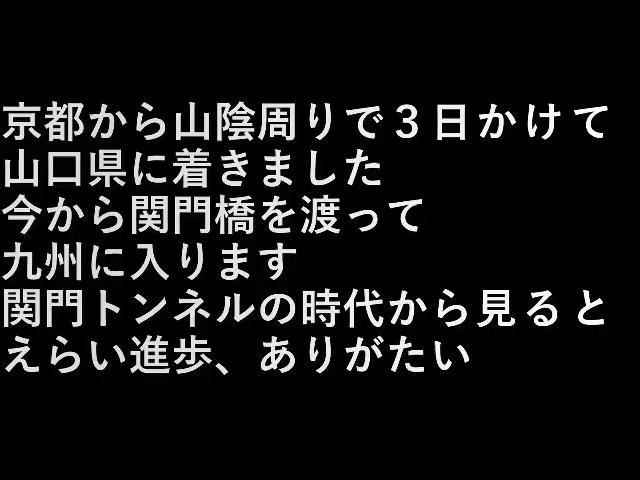 京都から山陰周りで３日かけて
山口県に着きました
今から関門橋を渡って
九州に入ります
関門トンネルの時代から見ると
えらい進歩、ありがたい